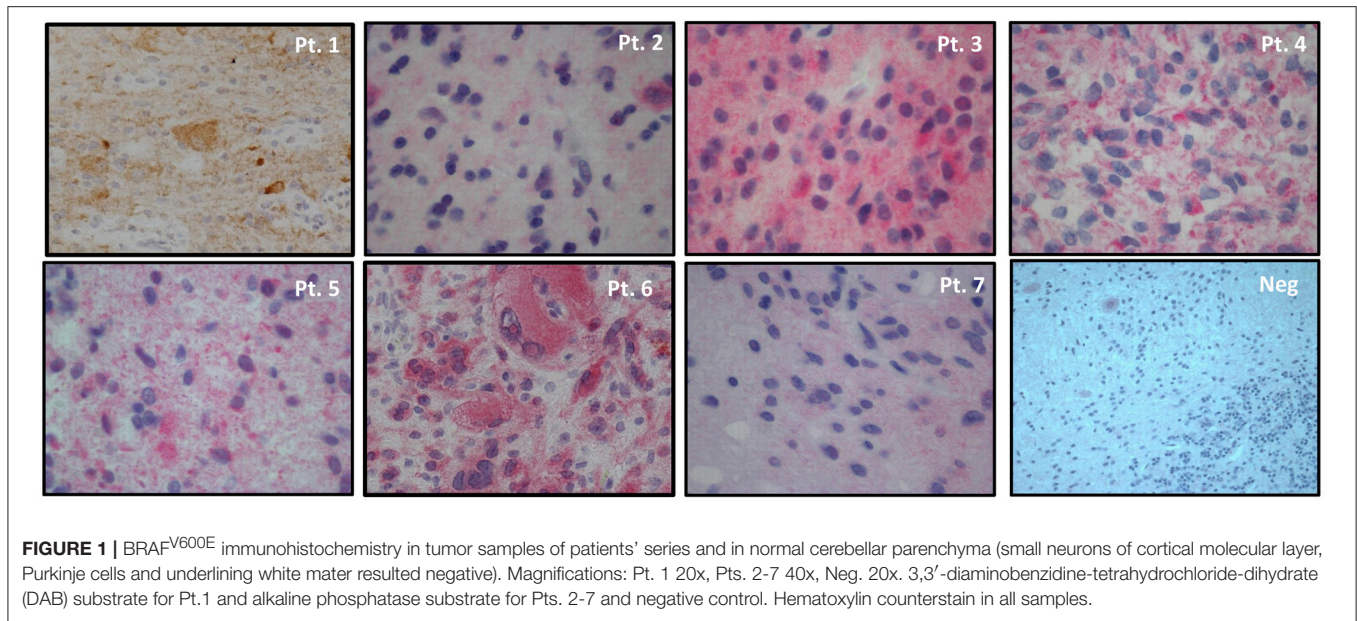 Pt. 1
Pt. 2
Pt. 3
Pt. 4
Pt. 5
Pt. 6
Pt. 7
Neg
FIGURE 1 | BRAFV600E immunohistochemistry in tumor samples of patients’ series and in normal cerebellar parenchyma (small neurons of cortical molecular layer,
Purkinje cells and underlining white mater resulted negative). Magnifications: Pt. 1 20x, Pts. 2-7 40x, Neg. 20x. 3,3′-diaminobenzidine-tetrahydrochloride-dihydrate
(DAB) substrate for Pt.1 and alkaline phosphatase substrate for Pts. 2-7 and negative control. Hematoxylin counterstain in all samples.